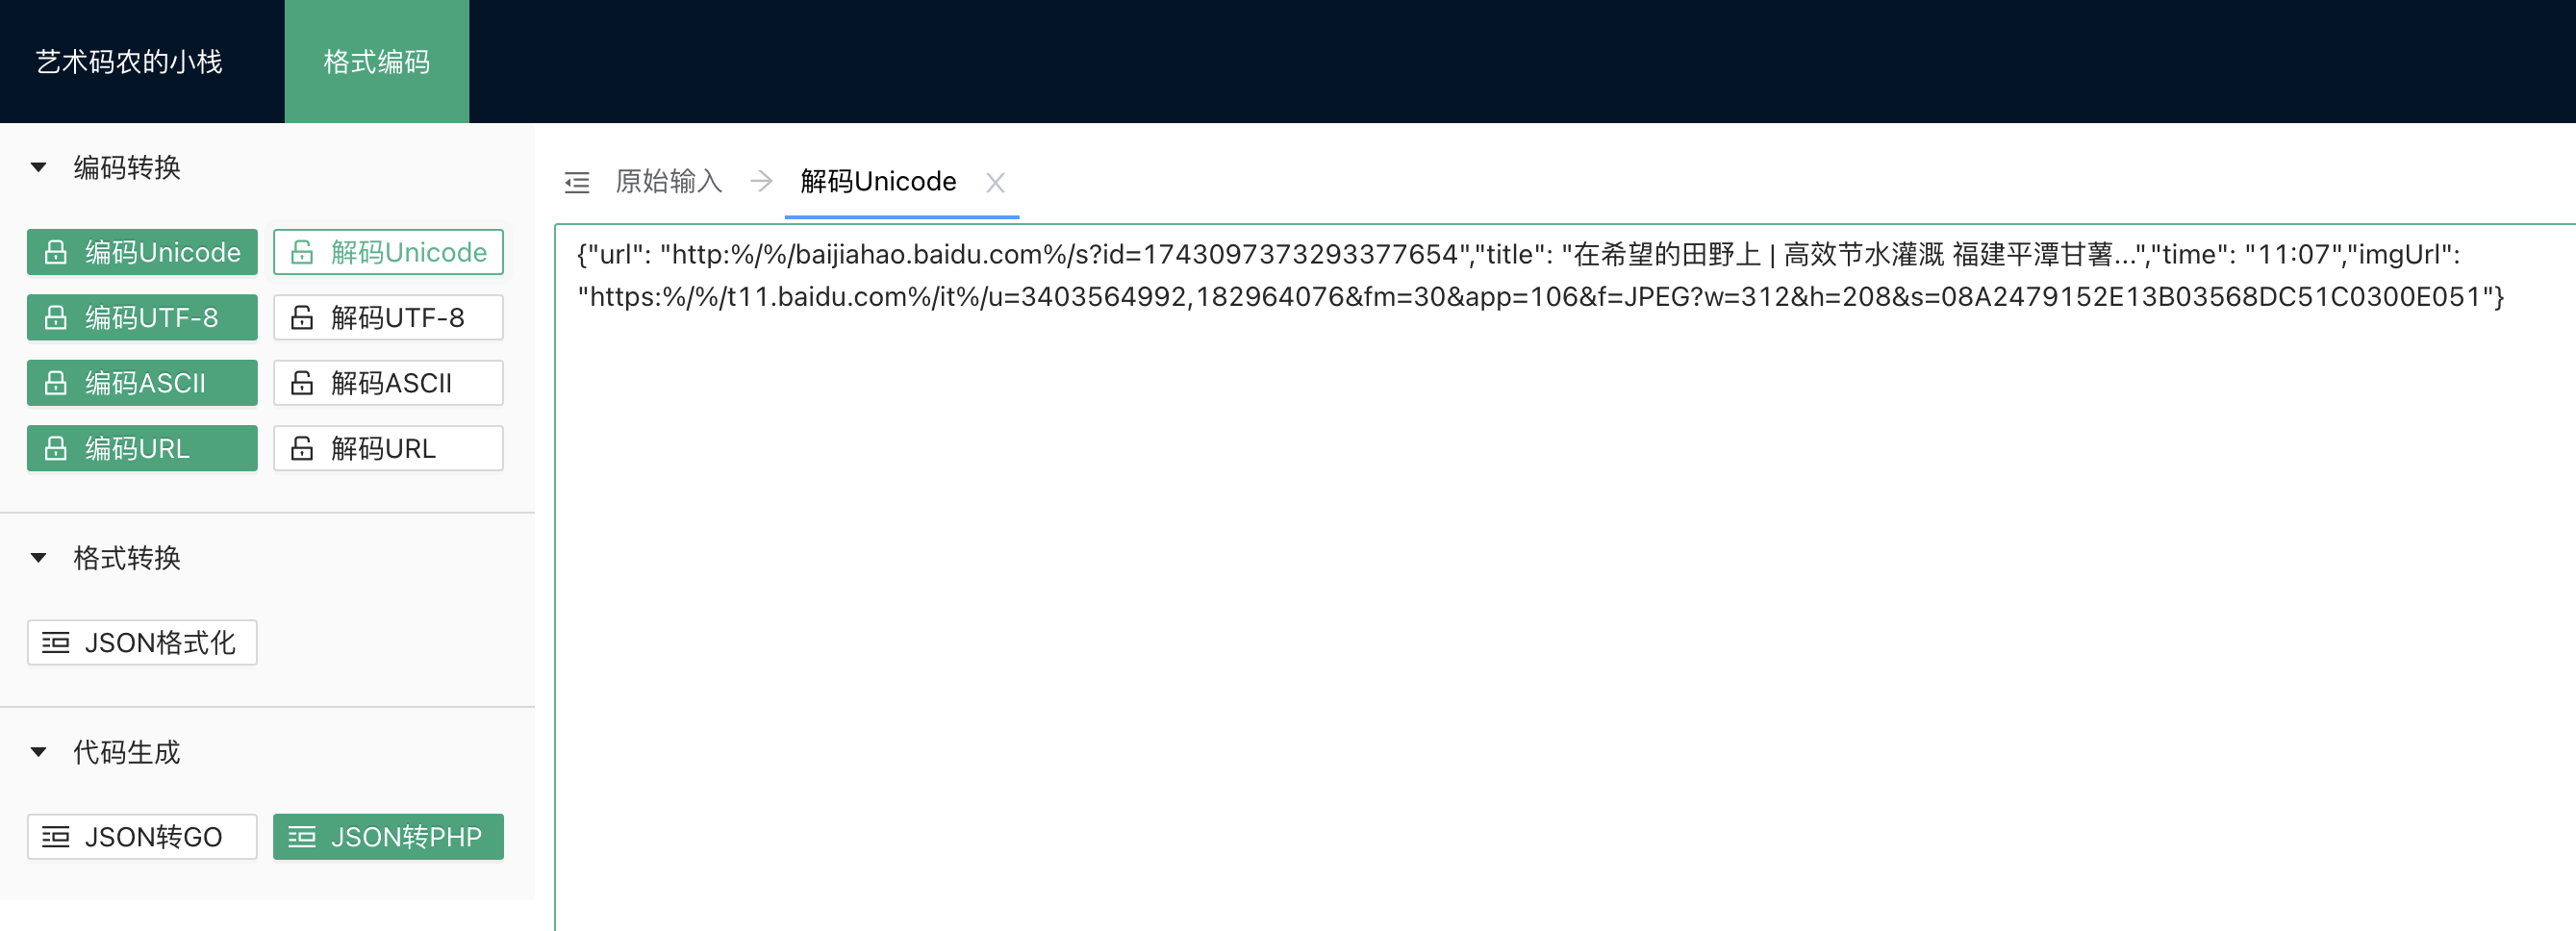 艺术码农的小栈
格式编码
编码转换
编码Unicode
解码Unicode
编码UTF-8
解码UTF-8
编码ASCII
解码ASCII
编码URL
解码URL
格式转换
JSON格式化
代码生成
JSON转GO
JSON转PHP
原始输入
解码Unicode
{"url": "http:%/%/baijiahao.baidu.com%/s?id=1743097373293377654","title": "在希望的田野上 | 高效节水灌溉 福建平潭甘薯...","time": "11:07","imgUrl":
"https:%/%/t11.baidu.com%/it%/u=3403564992,182964076&fm=30&app=106&f=JPEG?w=312&h=208&s=08A2479152E13B03568DC51C0300E051"}